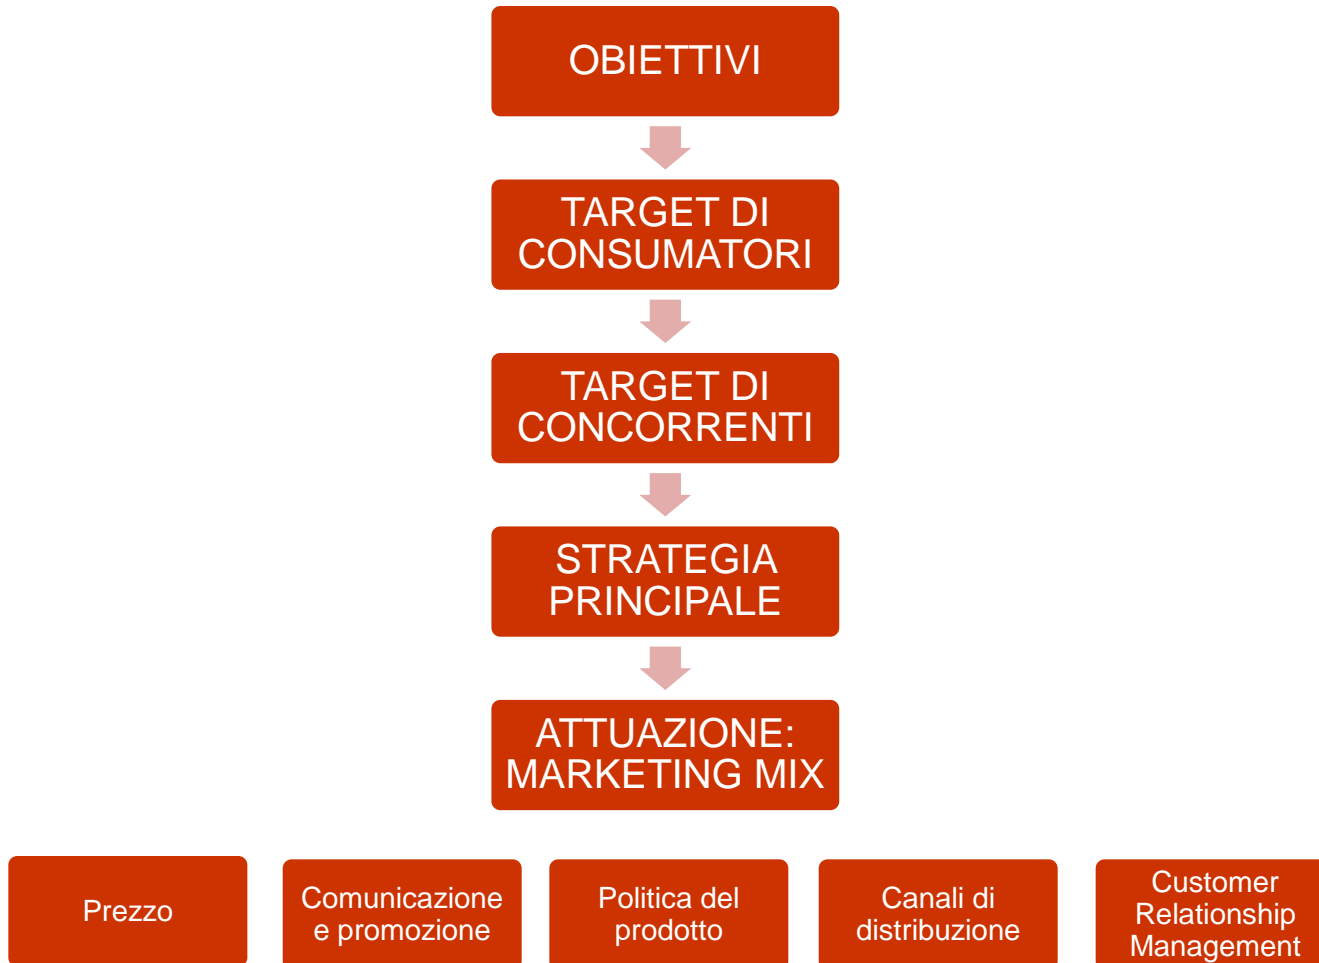 OBIETTIVI
TARGET DI
CONSUMATORI
TARGET DI
CONCORRENTI
STRATEGIA
PRINCIPALE
ATTUAZIONE:
MARKETING MIX
Prezzo
Comunicazione
e promozione
Politica del
prodotto
Canali di
distribuzione
Customer
Relationship
Management